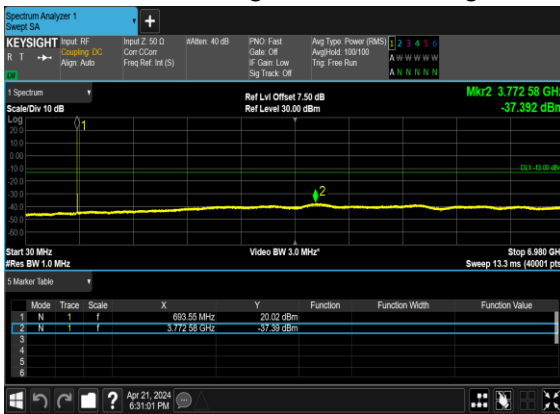 Spectrum Analyzer 1
Swept SA
KEYSIGHT Input: RF Input Z: 50 Ω #Atten: 40 dB PNO: Fast Avg Type: Power (RMS) 1 2 3 4 5 6
R T Coupling: DC Corr CCorr Gate: Off Avg|Hold: 100/100 A W W W W W
Align: Auto Freq Ref: Int (S) IF Gain: Low Trig: Free Run
LV Sig Track: Off A N N N N N
1 Spectrum Ref Lvl Offset 7.50 dB Mkr2 3.772 58 GHz
Scale/Div 10 dB Ref Level 30.00 dBm -37.392 dBm
Log
20.0 1
10.0
0.00
-10.0 DL1 -13.00 dBm
-20.0
-30.0 2
-40.0
-50.0
-60.0
Start 30 MHz Video BW 3.0 MHz* Stop 6.980 GHz
#Res BW 1.0 MHz Sweep 13.3 ms (40001 pts
5 Marker Table
Mode Trace Scale X Y Function Function Width Function Value
1 N 1 f 693.55 MHz 20.02 dBm
2 N 1 f 3.772 58 GHz -37.39 dBm
3
4
5
6
? Apr 21, 2024
6:31:01 PM